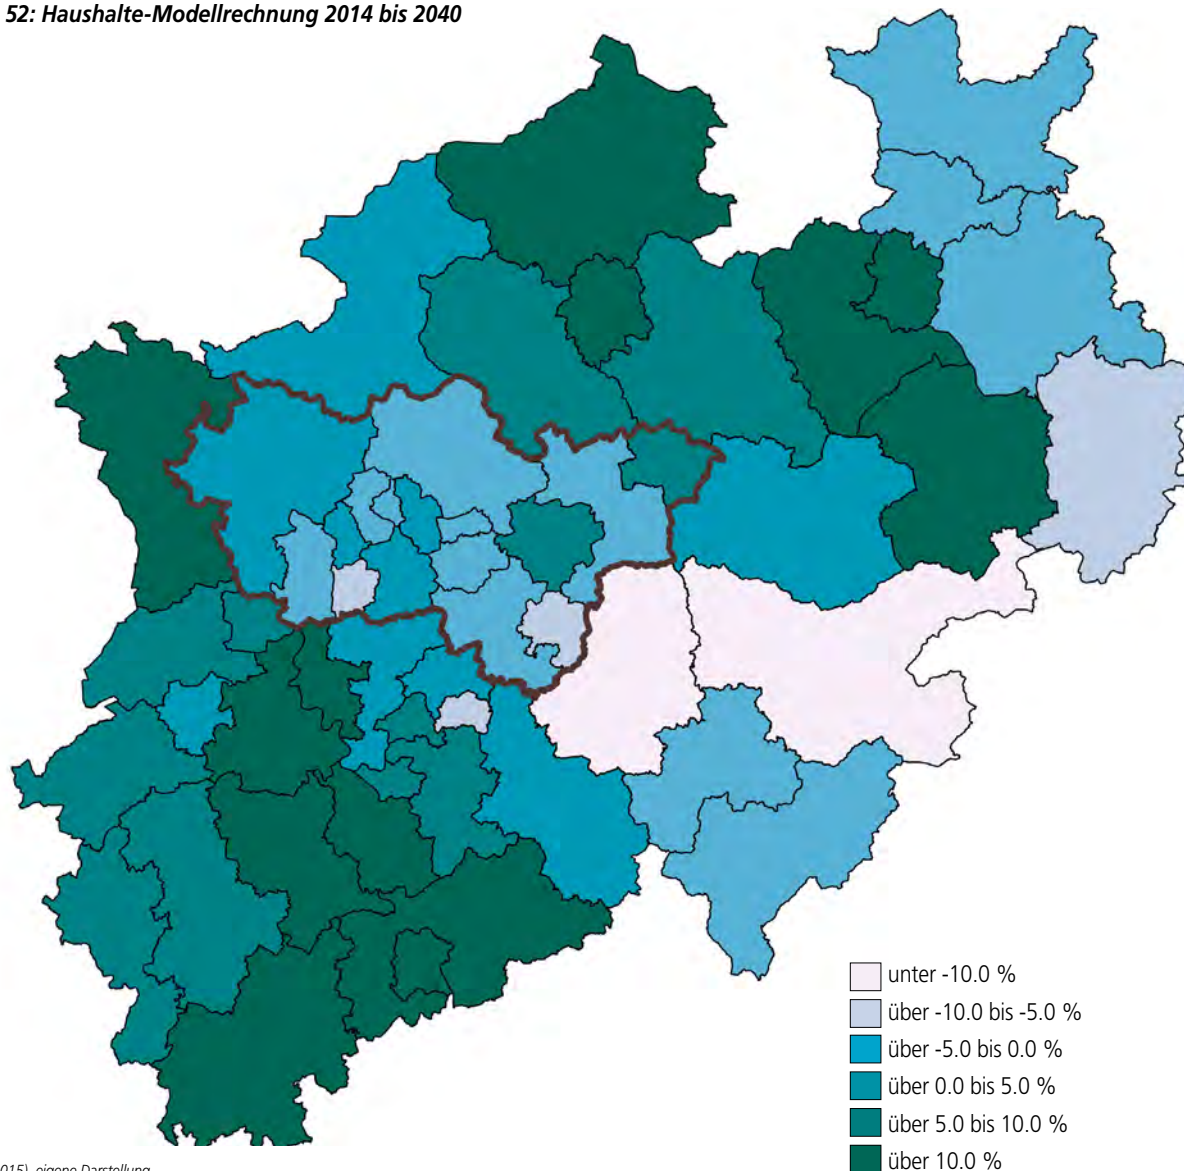 52: Haushalte-Modellrechnung 2014 bis 2040
unter -10.0 %
über -10.0 bis -5.0 %
über -5.0 bis 0.0 %
über 0.0 bis 5.0 %
über 5.0 bis 10.0 %
über 10.0 %
015), eigene Darstellung